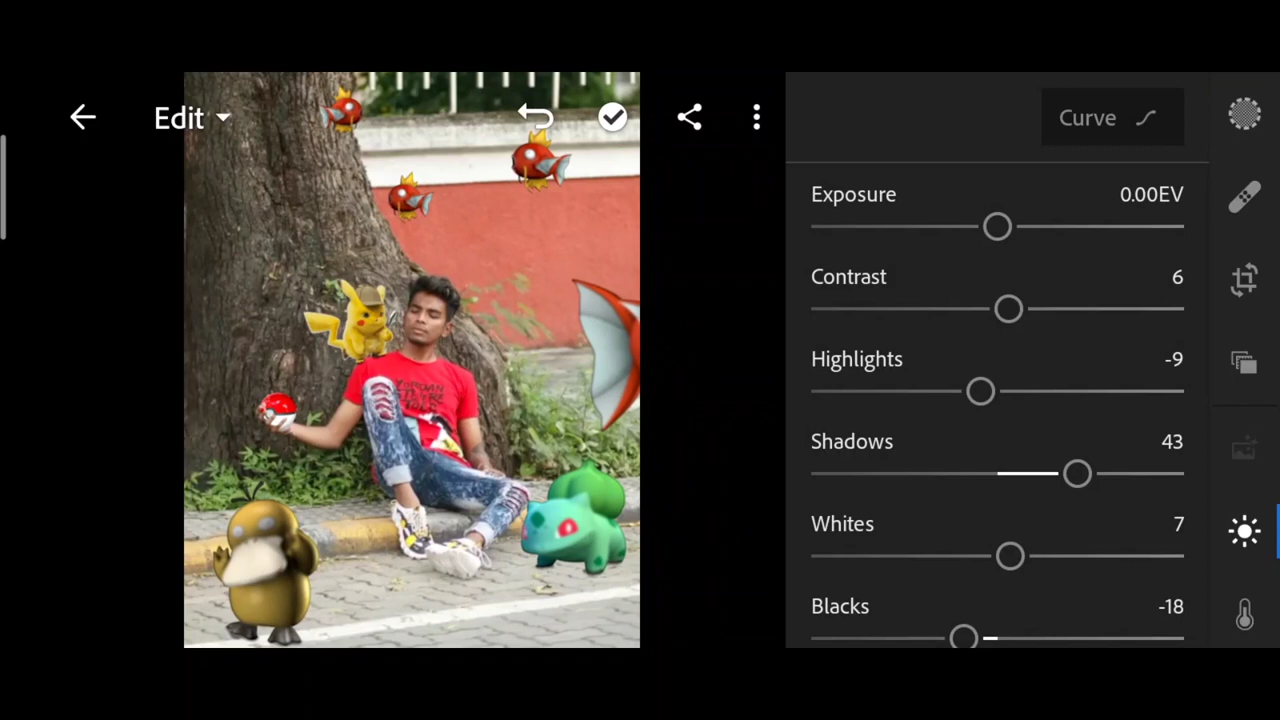 Edit
Curve
Exposure 0.00EV
Contrast 6
Highlights -9
Shadows 43
Whites 7
Blacks -18